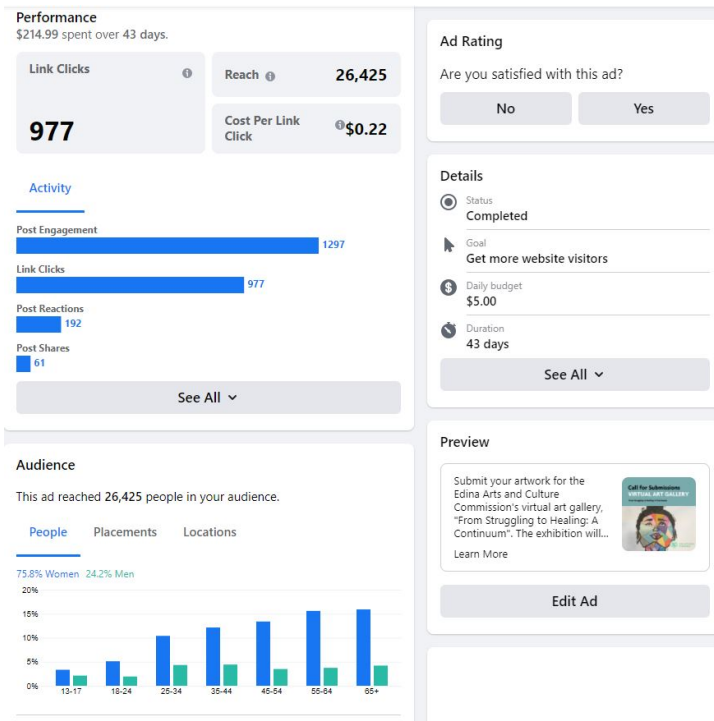 Performance
$214.99 spent over 43 days.
Link Clicks
977
Reach
26,425
Cost Per Link
Click
$0.22
Activity
Post Engagement
1297
Link Clicks
977
Post Reactions
192
Post Shares
61
See All
Audience
This ad reached 26,425 people in your audience.
People Placements Locations
75.8% Women 24.2% Men
20%
15%
10%
5%
0%
13-17 18-24 25-34 35-44 45-54 55-64 65+
Ad Rating
Are you satisfied with this ad?
No Yes
Details
Status
Completed
Goal
Get more website visitors
Daily budget
$5.00
Duration
43 days
See All
Preview
Submit your artwork for the
Edina Arts and Culture
Commission's virtual art gallery,
"From Struggling to Healing: A
Continuum". The exhibition will...
Learn More
Call for Submissions
VIRTUAL ART GALLERY
Edit Ad